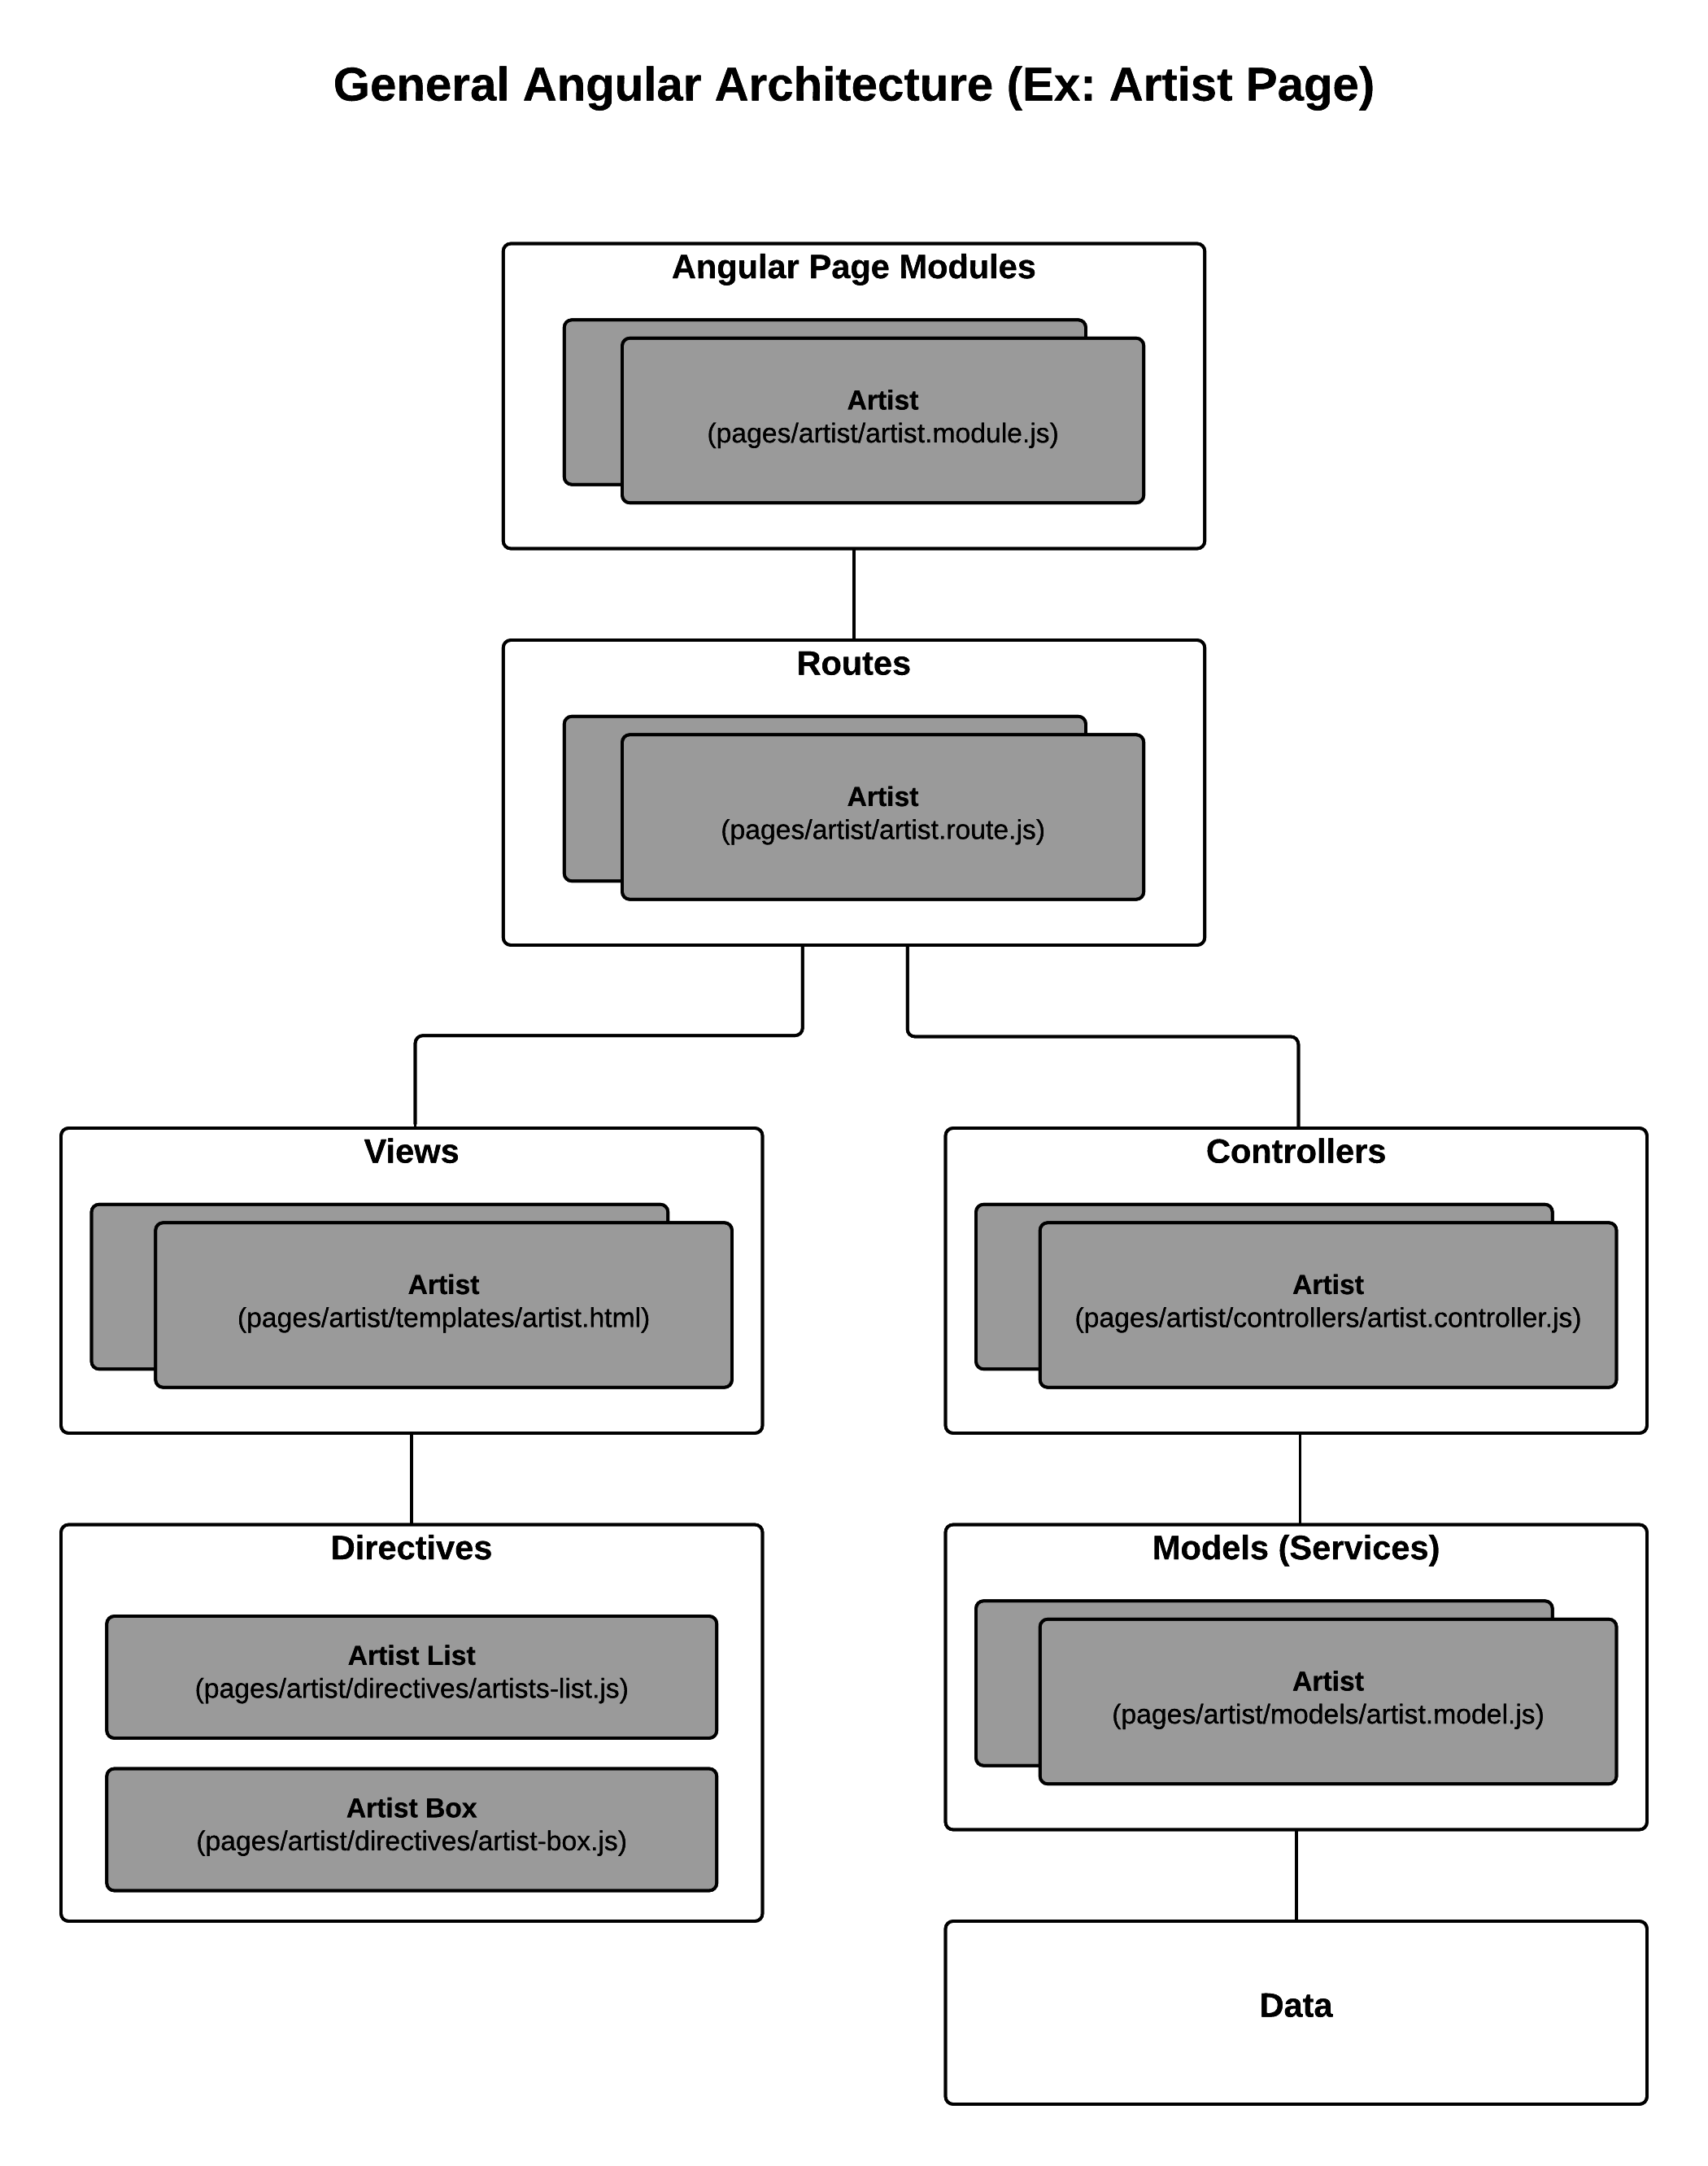 General Angular Architecture (Ex: Artist Page)
Angular Page Modules
Artist
(pages/artist/artist.module.js)
Routes
Artist
(pages/artist/artist.route.js)
Views
Artist
(pages/artist/templates/artist.html)
Controllers
Artist
(pages/artist/controllers/artist.controller.js)
Directives
Artist List
(pages/artist/directives/artists-list.js)
Artist Box
(pages/artist/directives/artist-box.js)
Models (Services)
Artist
(pages/artist/models/artist.model.js)
Data